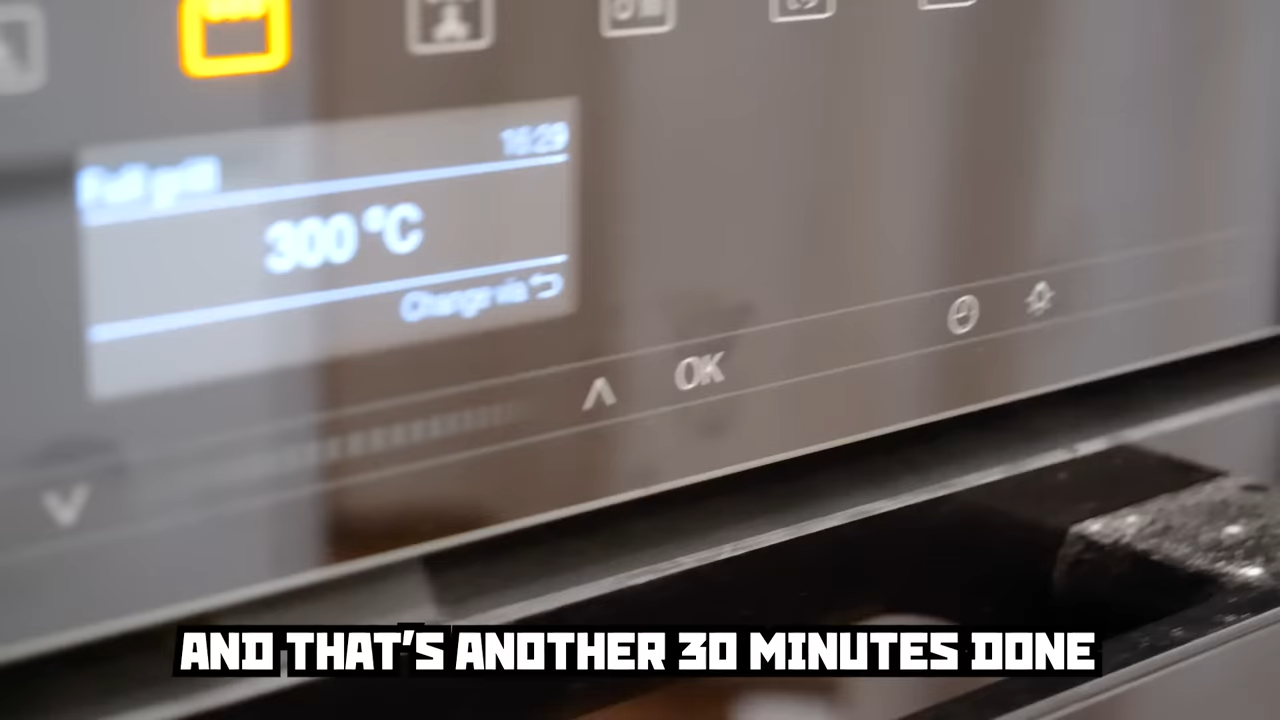 16:29
Full grill
300 °C
Change via
OK
AND THAT'S ANOTHER 30 MINUTES DONE